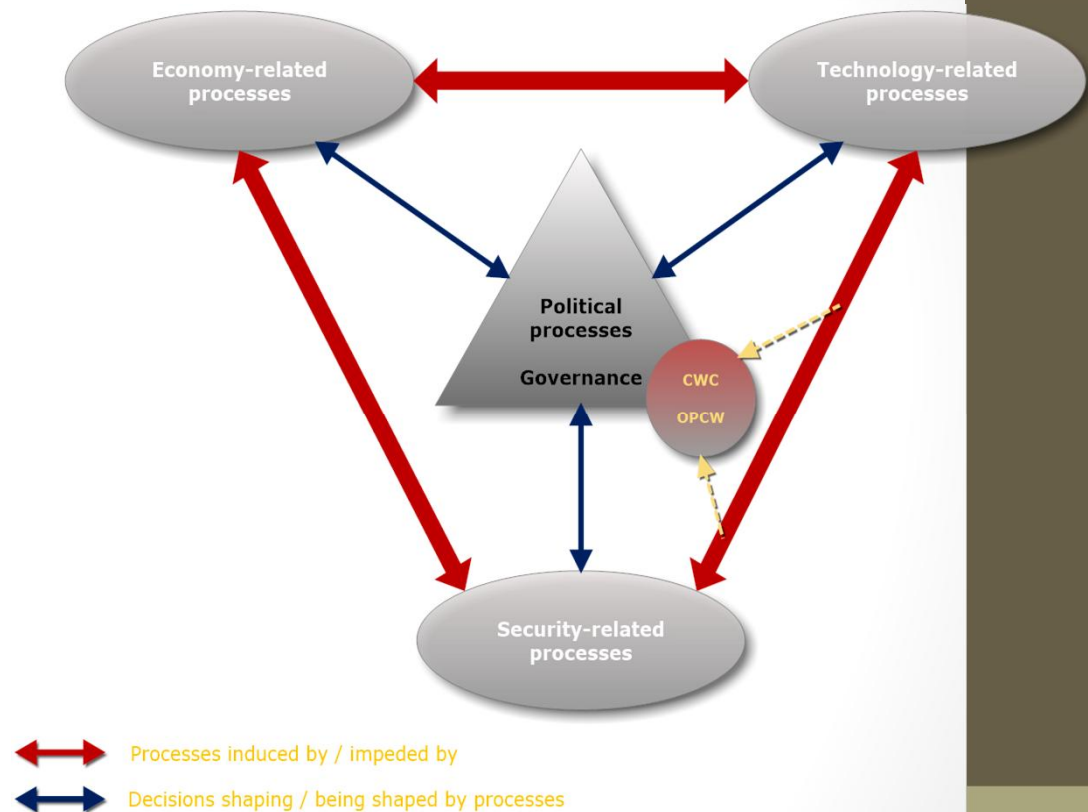 Economy-related
processes
Technology-related
processes
Political
processes
Governance
CWC
OPCW
Security-related
processes
Processes induced by / impeded by
Decisions shaping / being shaped by processes